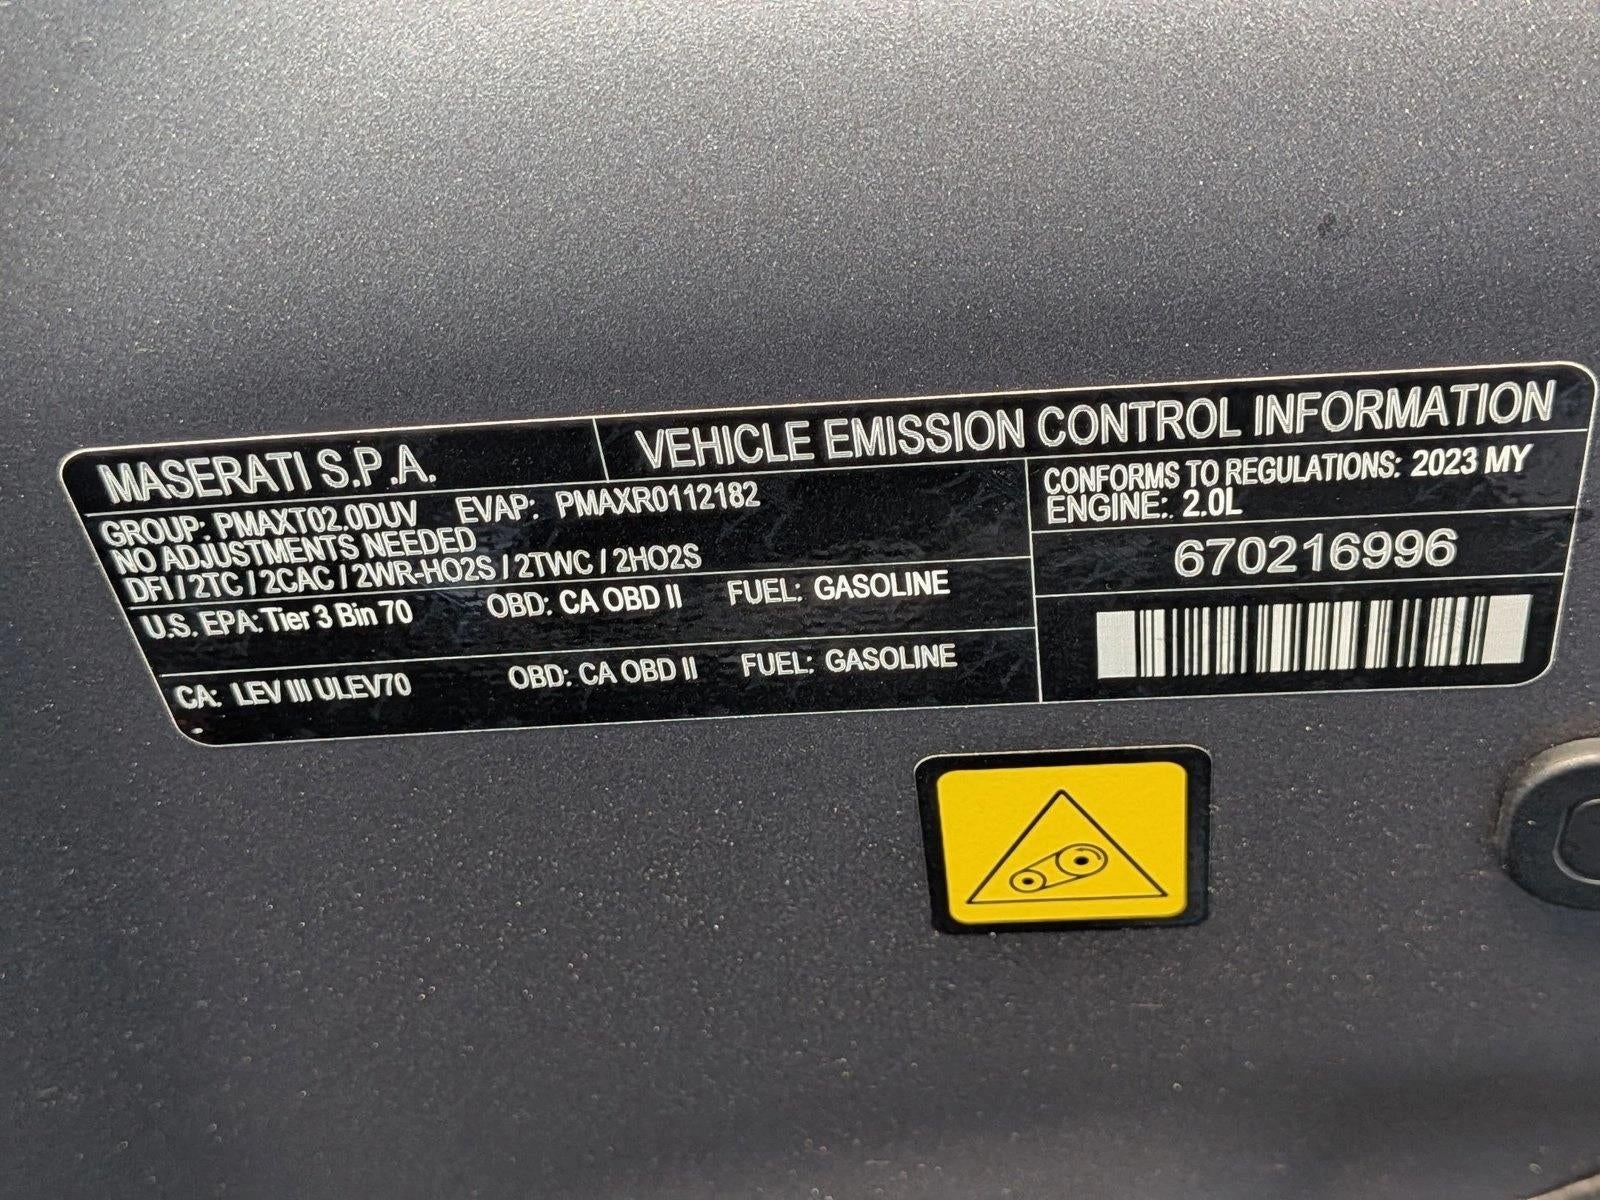 MASERATI S.P.A.
VEHICLE EMISSION CONTROL INFORMATION
GROUP: PMAXT02.0DUV EVAP: PMAXR0112182
NO ADJUSTMENTS NEEDED
DFI / 2TC / 2CAC / 2WR-HO2S / 2TWC / 2HO2S
U.S. EPA: Tier 3 Bin 70 OBD: CA OBD II FUEL: GASOLINE
CA: LEV III ULEV70 OBD: CA OBD II FUEL: GASOLINE
CONFORMS TO REGULATIONS: 2023 MY
ENGINE:. 2.0L
670216996